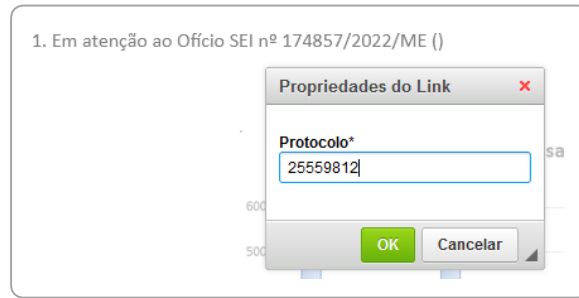 1. Em atenção ao Ofício SEI nº 174857/2022/ME ()
Propriedades do Link
Protocolo*
25559812
sa
600
500
OK
Cancelar